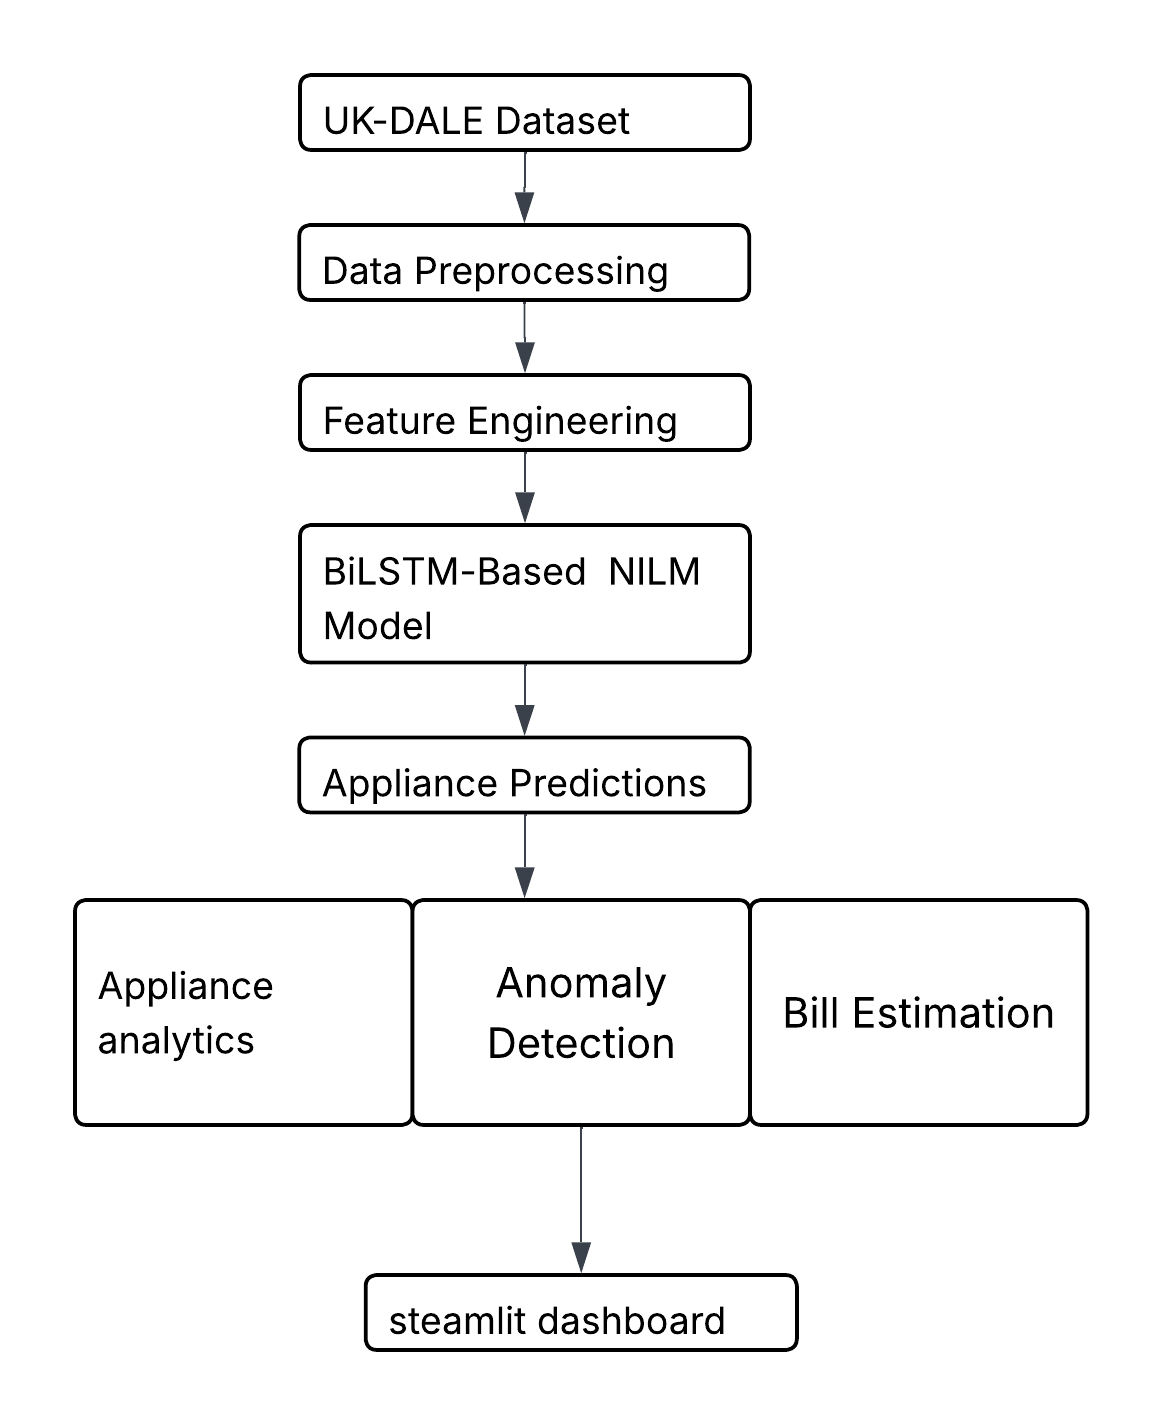 UK-DALE Dataset
Data Preprocessing
Feature Engineering
BiLSTM-Based  NILM
Model
Appliance Predictions
Appliance
analytics
Anomaly
Detection
Bill Estimation
steamlit dashboard